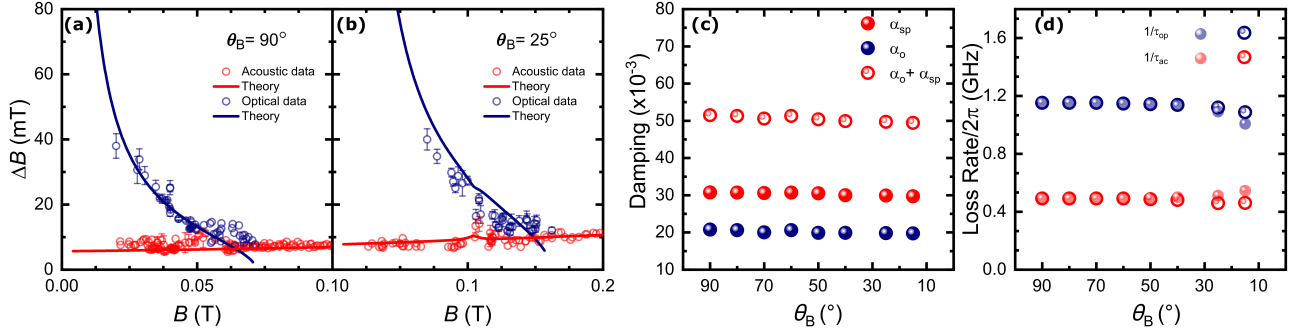 (a)
θB= 90°
Acoustic data
Theory
Optical data
Theory
80
60
40
20
0
ΔB (mT)
0.00
0.05
0.10
B (T)
(b)
θB= 25°
Acoustic data
Theory
Optical data
Theory
0.1
0.2
B (T)
(c)
αsp
αo
αo+ αsp
80
70
60
50
40
30
20
10
Damping (x10-3)
90
70
50
30
10
θB (°)
(d)
1/τop
1/τac
1.6
1.2
0.8
0.4
0.0
Loss Rate/2π (GHz)
90
70
50
30
10
θB (°)